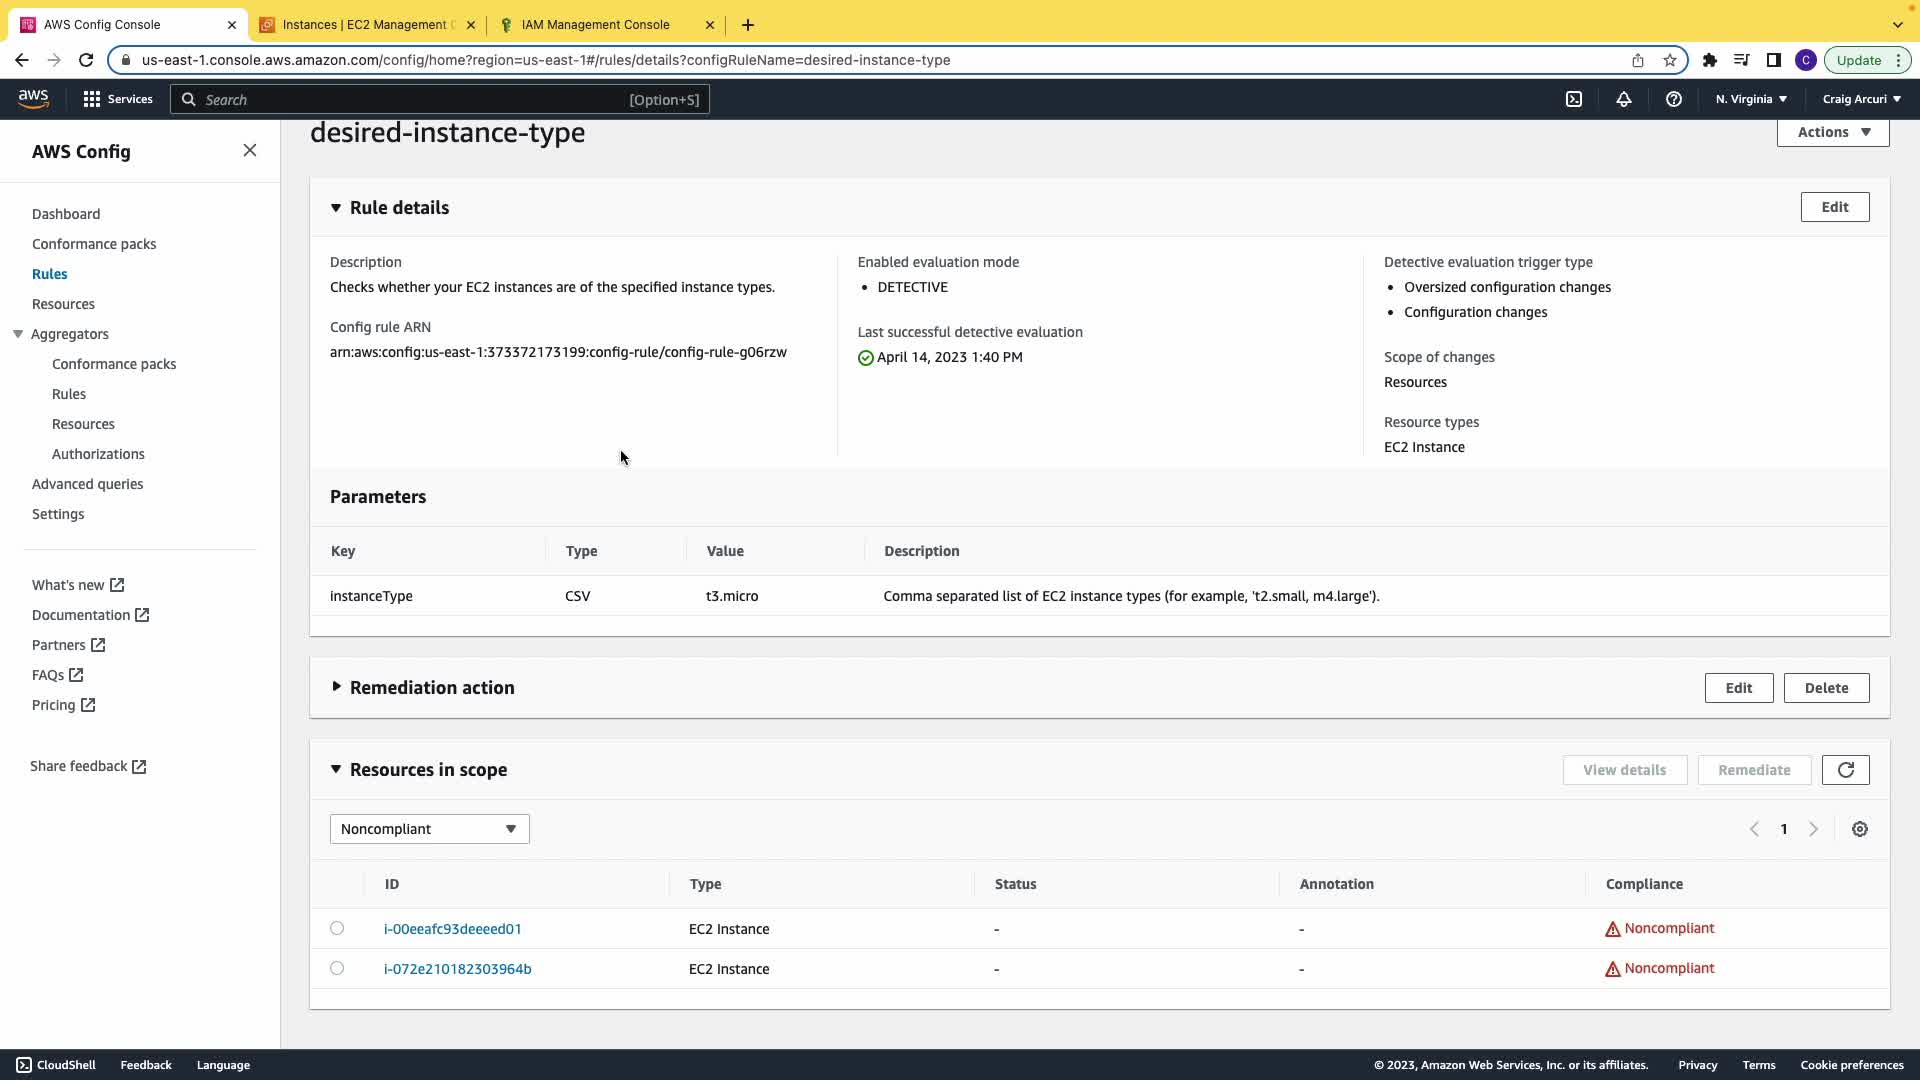 AWS Config Console
Instances | EC2 Management C
IAM Management Console
us-east-1.console.aws.amazon.com/config/home?region=us-east-1#/rules/details?configRuleName=desired-instance-type
C
Update
aws
Services
Search
[Option+S]
N. Virginia
Craig Arcuri
AWS Config
Dashboard
Conformance packs
Rules
Resources
Aggregators
Conformance packs
Rules
Resources
Authorizations
Advanced queries
Settings
What's new
Documentation
Partners
FAQs
Pricing
Share feedback
desired-instance-type
Actions
Rule details
Edit
Description
Checks whether your EC2 instances are of the specified instance types.
Config rule ARN
arn:aws:config:us-east-1:373372173199:config-rule/config-rule-g06rzw
Enabled evaluation mode
• DETECTIVE
Last successful detective evaluation
April 14, 2023 1:40 PM
Detective evaluation trigger type
• Oversized configuration changes
• Configuration changes
Scope of changes
Resources
Resource types
EC2 Instance
Parameters
Key Type Value Description
instanceType CSV t3.micro Comma separated list of EC2 instance types (for example, 't2.small, m4.large').
Remediation action
Edit
Delete
Resources in scope
View details
Remediate
Noncompliant
1
ID Type Status Annotation Compliance
i-00eeafc93deeeed01 EC2 Instance - - Noncompliant
i-072e210182303964b EC2 Instance - - Noncompliant
CloudShell
Feedback
Language
© 2023, Amazon Web Services, Inc. or its affiliates.
Privacy
Terms
Cookie preferences